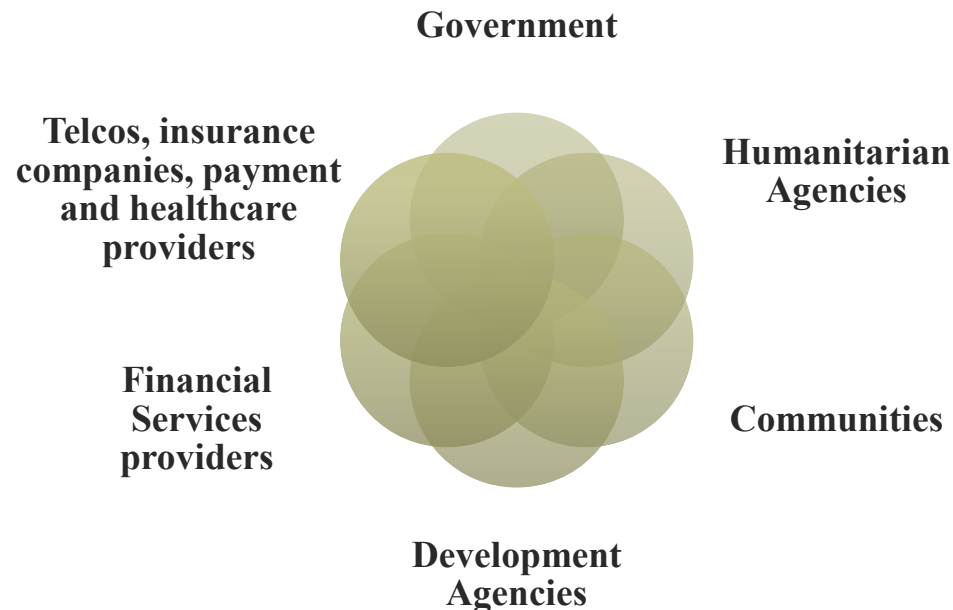 Government
Telcos, insurance
companies, payment
and healthcare
providers
Humanitarian
Agencies
Financial
Services
providers
Communities
Development
Agencies